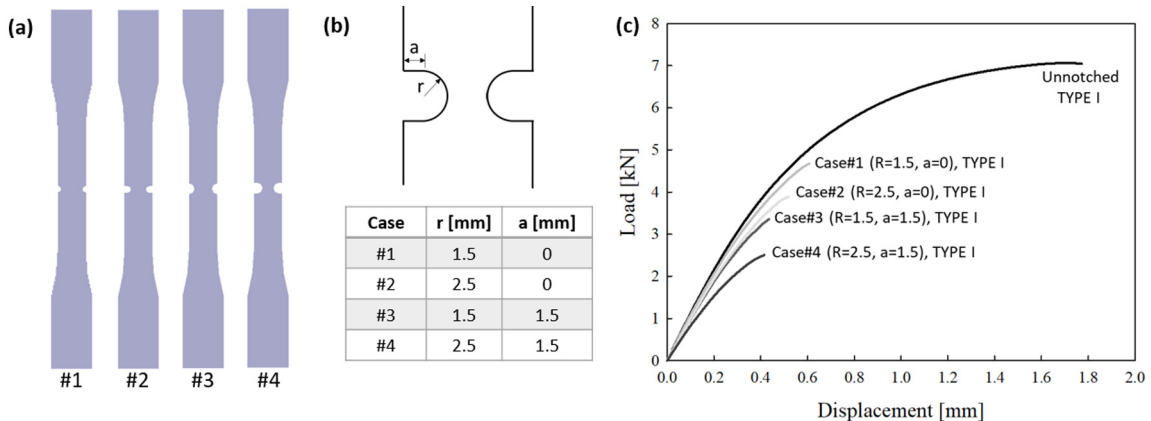 (a)
#1
#2
#3
#4
(b)
a
r
Case r [mm] a [mm]
#1 1.5 0
#2 2.5 0
#3 1.5 1.5
#4 2.5 1.5
(c)
Load [kN]
8
7
6
5
4
3
2
1
0
Unnotched
TYPE I
Case#1 (R=1.5, a=0), TYPE I
Case#2 (R=2.5, a=0), TYPE I
Case#3 (R=1.5, a=1.5), TYPE I
Case#4 (R=2.5, a=1.5), TYPE I
0.0 0.2 0.4 0.6 0.8 1.0 1.2 1.4 1.6 1.8 2.0
Displacement [mm]